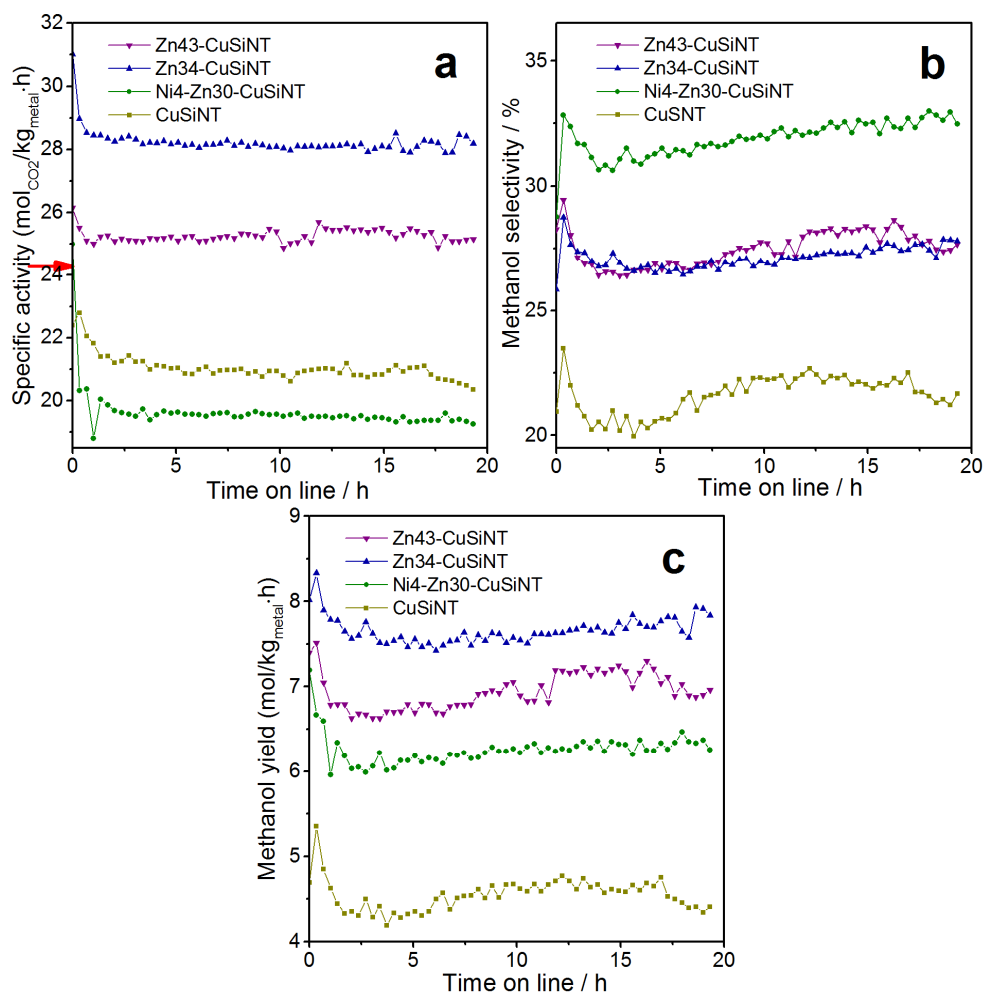 32
30
28
26
24
22
20
0
5
10
15
20
Specific activity (mol_CO2/kg_metal·h)
Time on line / h
Zn43-CuSiNT
Zn34-CuSiNT
Ni4-Zn30-CuSiNT
CuSiNT
a
35
30
25
20
0
5
10
15
20
Methanol selectivity / %
Time on line / h
Zn43-CuSiNT
Zn34-CuSiNT
Ni4-Zn30-CuSiNT
CuSNT
b
9
8
7
6
5
4
0
5
10
15
20
Methanol yield (mol/kg_metal·h)
Time on line / h
Zn43-CuSiNT
Zn34-CuSiNT
Ni4-Zn30-CuSiNT
CuSiNT
c